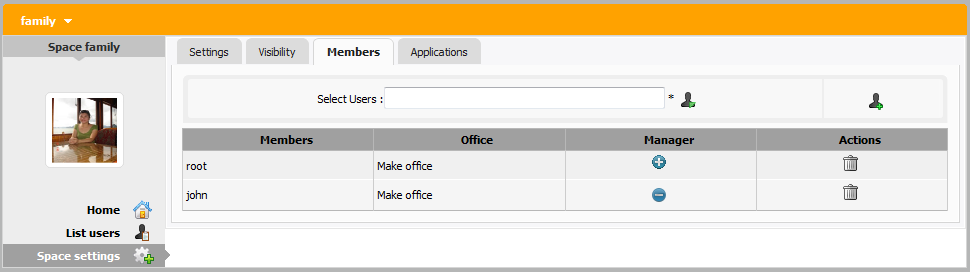 family
Space family
Settings Visibility Members Applications
Select Users : *
Members Office Manager Actions
root Make office
john Make office
Home
List users
Space settings